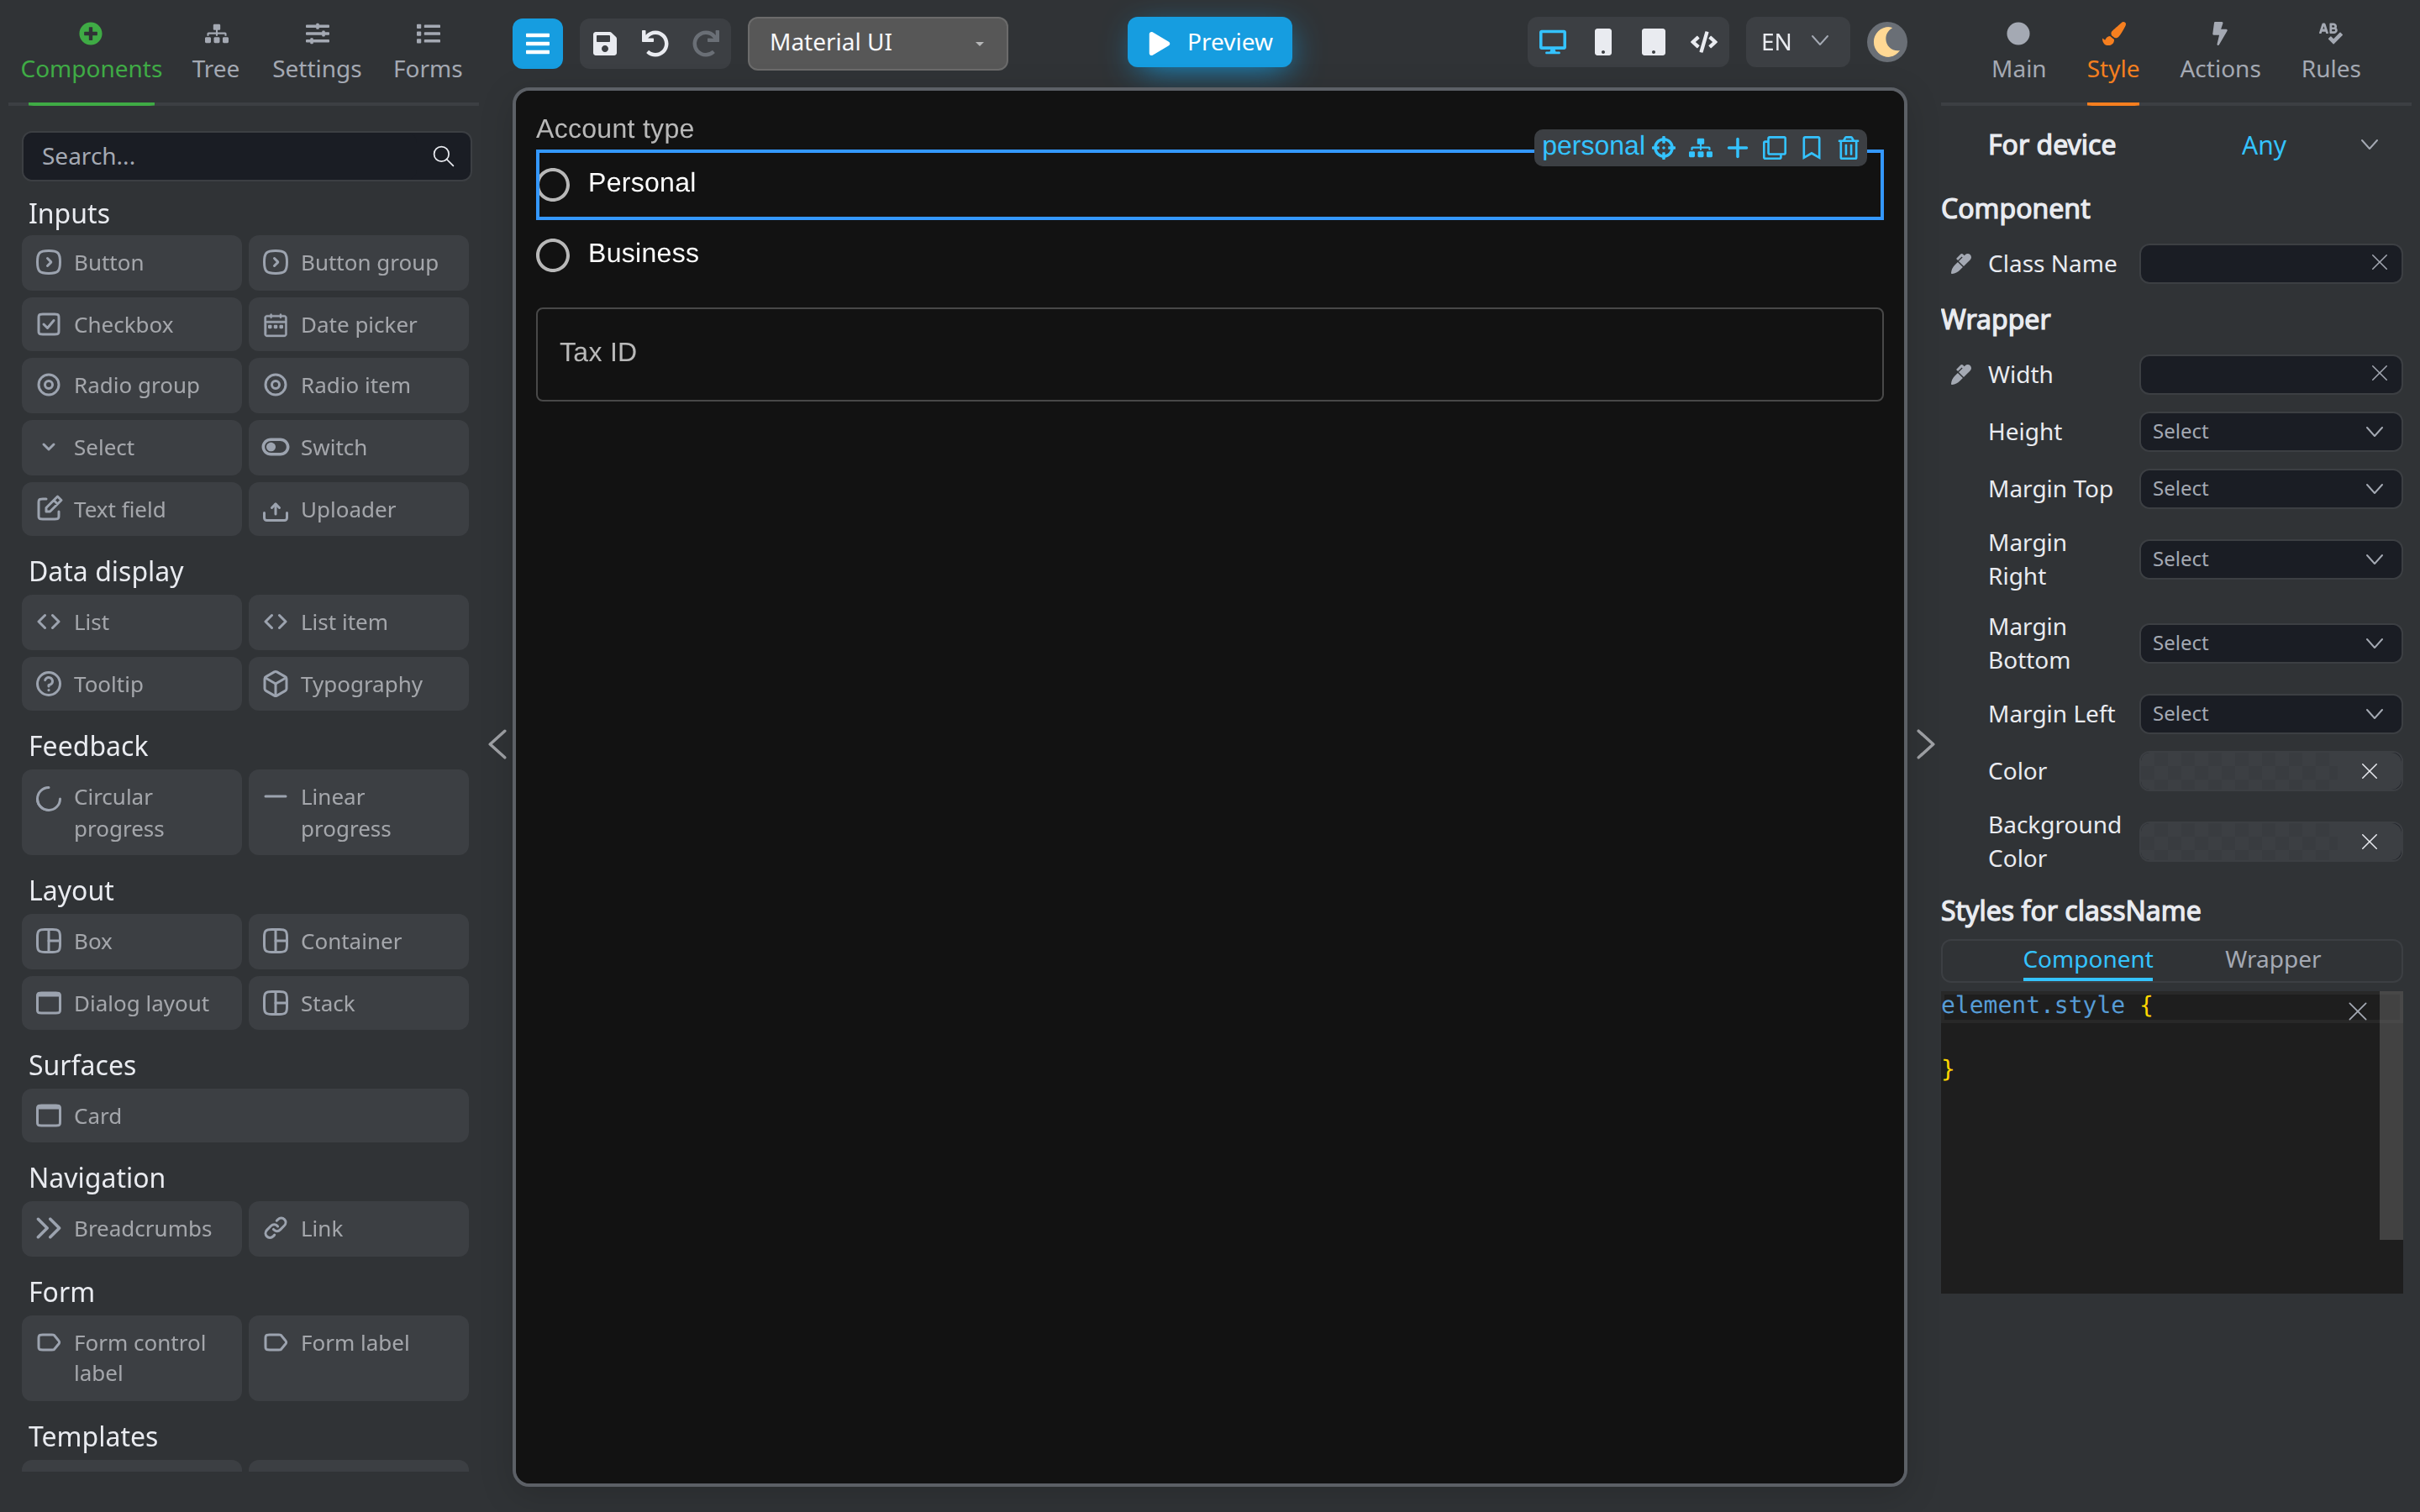 Components
Tree
Settings
Forms
Material UI
Preview
EN
Main
Style
Actions
AB
Rules
Search...
Inputs
Button
Button group
Checkbox
Date picker
Radio group
Radio item
Select
Switch
Text field
Uploader
Data display
List
List item
Tooltip
Typography
Feedback
Circular
progress
Linear
progress
Layout
Box
Container
Dialog layout
Stack
Surfaces
Card
Navigation
Breadcrumbs
Link
Form
Form control
label
Form label
Templates
Account type
personal
Personal
Business
Tax ID
For device
Any
Component
Class Name
Wrapper
Width
Height
Select
Margin Top
Select
Margin
Right
Select
Margin
Bottom
Select
Margin Left
Select
Color
Background
Color
Styles for className
Component
Wrapper
element.style {
}